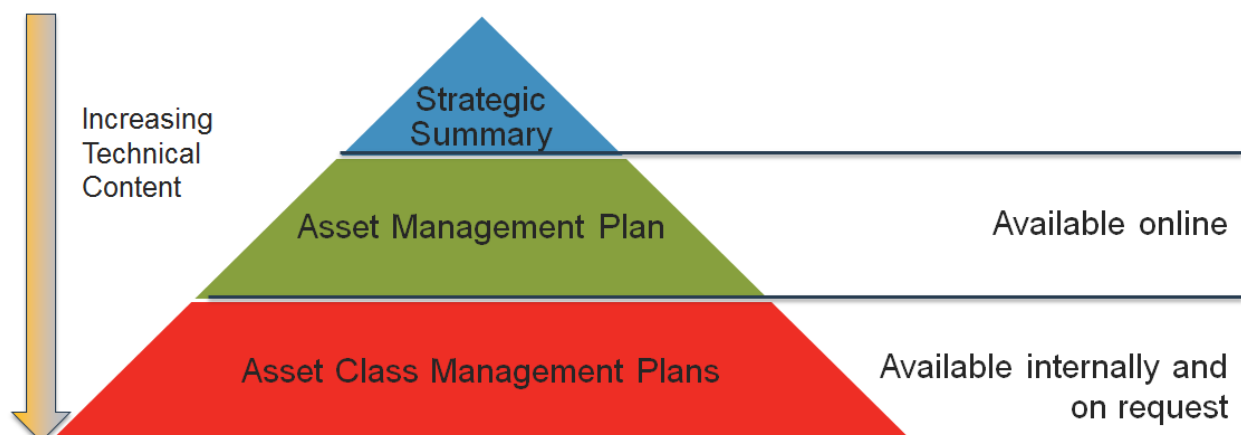 Increasing
Technical
Content
Strategic
Summary
Asset Management Plan
Available online
Asset Class Management Plans
Available internally and
on request